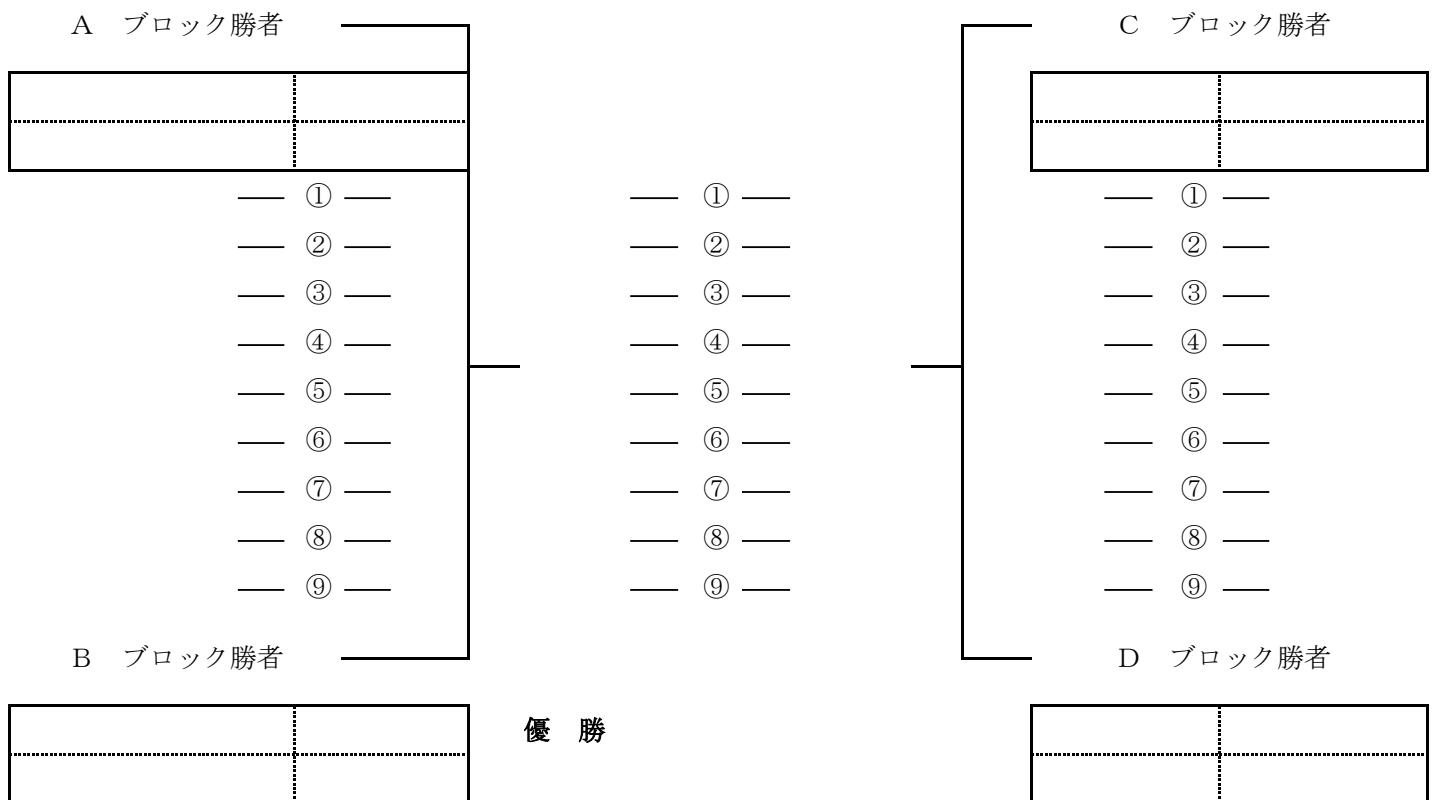 A　ブロック勝者　C　ブロック勝者
①　①　①
②　②　②
③　③　③
④　④　④
⑤　⑤　⑤
⑥　⑥　⑥
⑦　⑦　⑦
⑧　⑧　⑧
⑨　⑨　⑨
B　ブロック勝者　D　ブロック勝者
優　勝